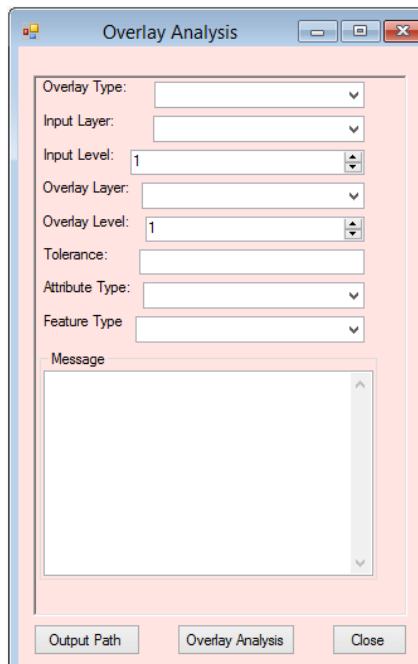 Overlay Analysis
Overlay Type:
Input Layer:
Input Level: 1
Overlay Layer:
Overlay Level: 1
Tolerance:
Attribute Type:
Feature Type
Message
Output Path Overlay Analysis Close